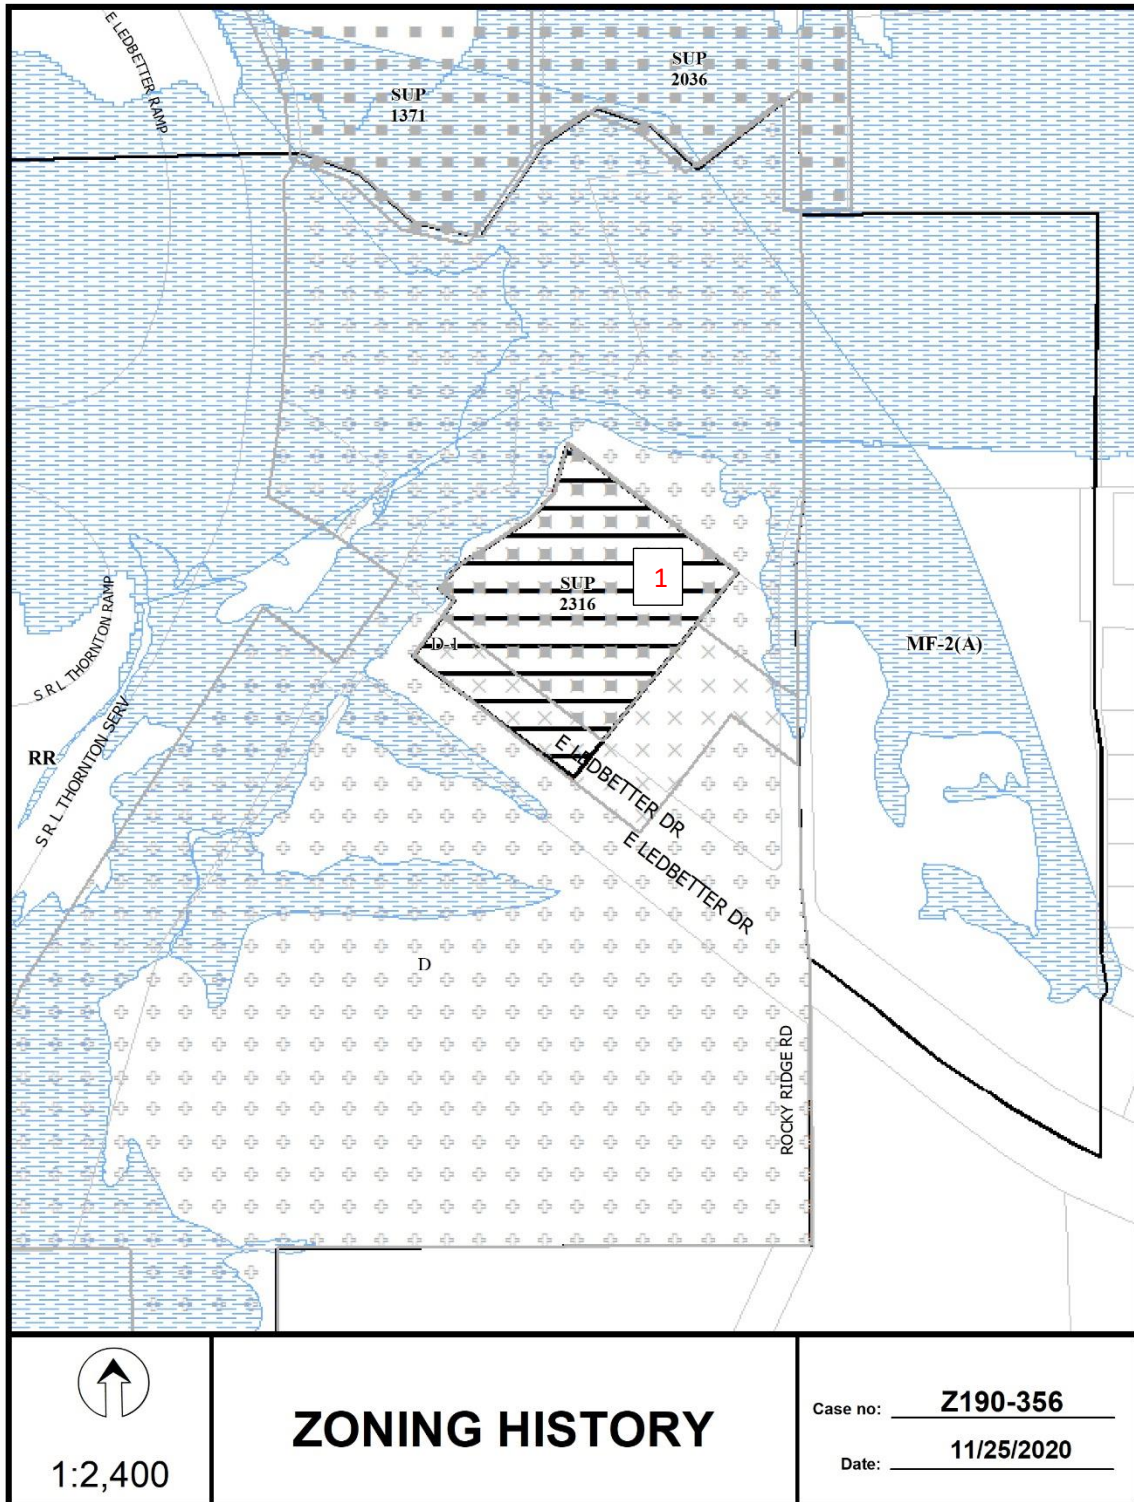 E LEDBETTER RAMP
SUP
2036
SUP
1371
SUP
2316
1
D-1
MF-2(A)
S R L THORNTON RAMP
S R L THORNTON SERV
RR
E LEDBETTER DR
E LEDBETTER DR
D
ROCKY RIDGE RD
1:2,400
ZONING HISTORY
Case no: Z190-356
Date: 11/25/2020